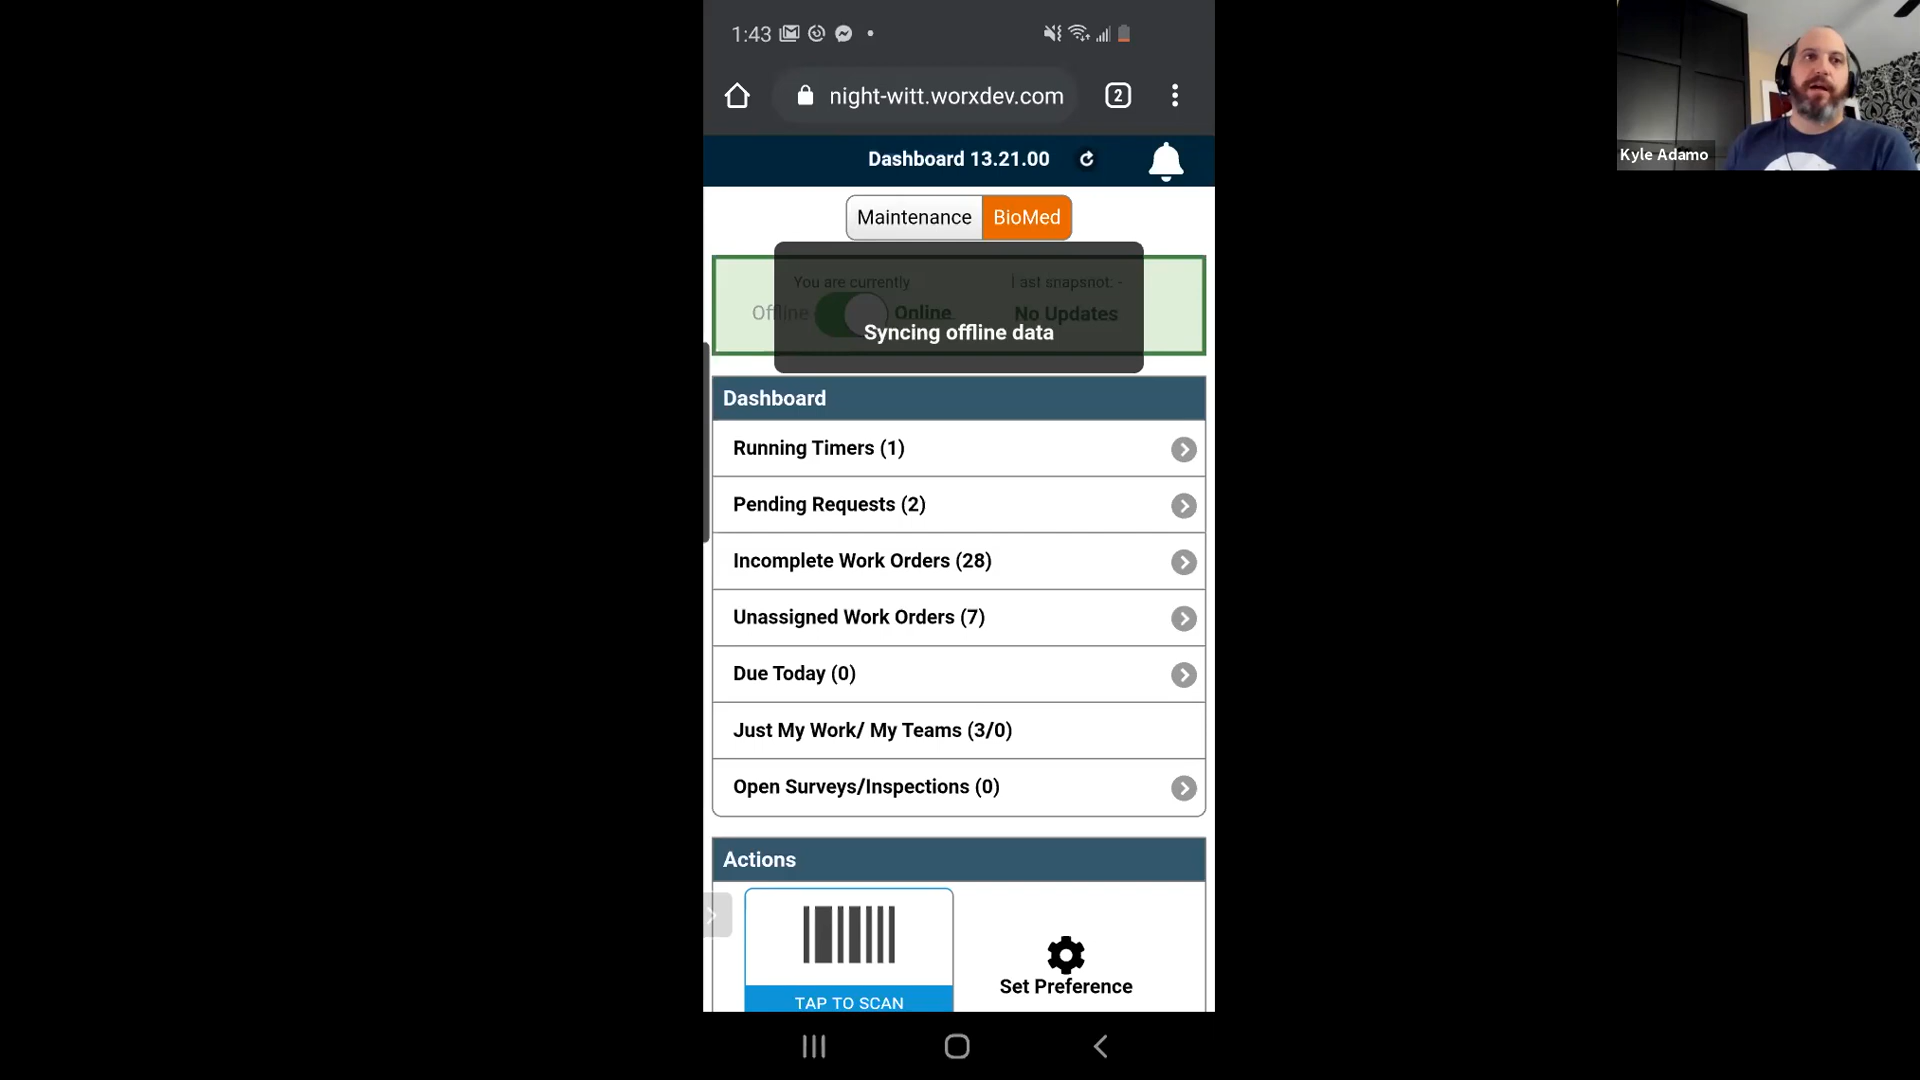 1:43
night-witt.worxdev.com
2
Dashboard 13.21.00
Maintenance
BioMed
You are currently
Last snapshot: -
Offline
Online
No Updates
Syncing offline data
Dashboard
Running Timers (1)
Pending Requests (2)
Incomplete Work Orders (28)
Unassigned Work Orders (7)
Due Today (0)
Just My Work/ My Teams (3/0)
Open Surveys/Inspections (0)
Actions
TAP TO SCAN
Set Preference
Kyle Adamo